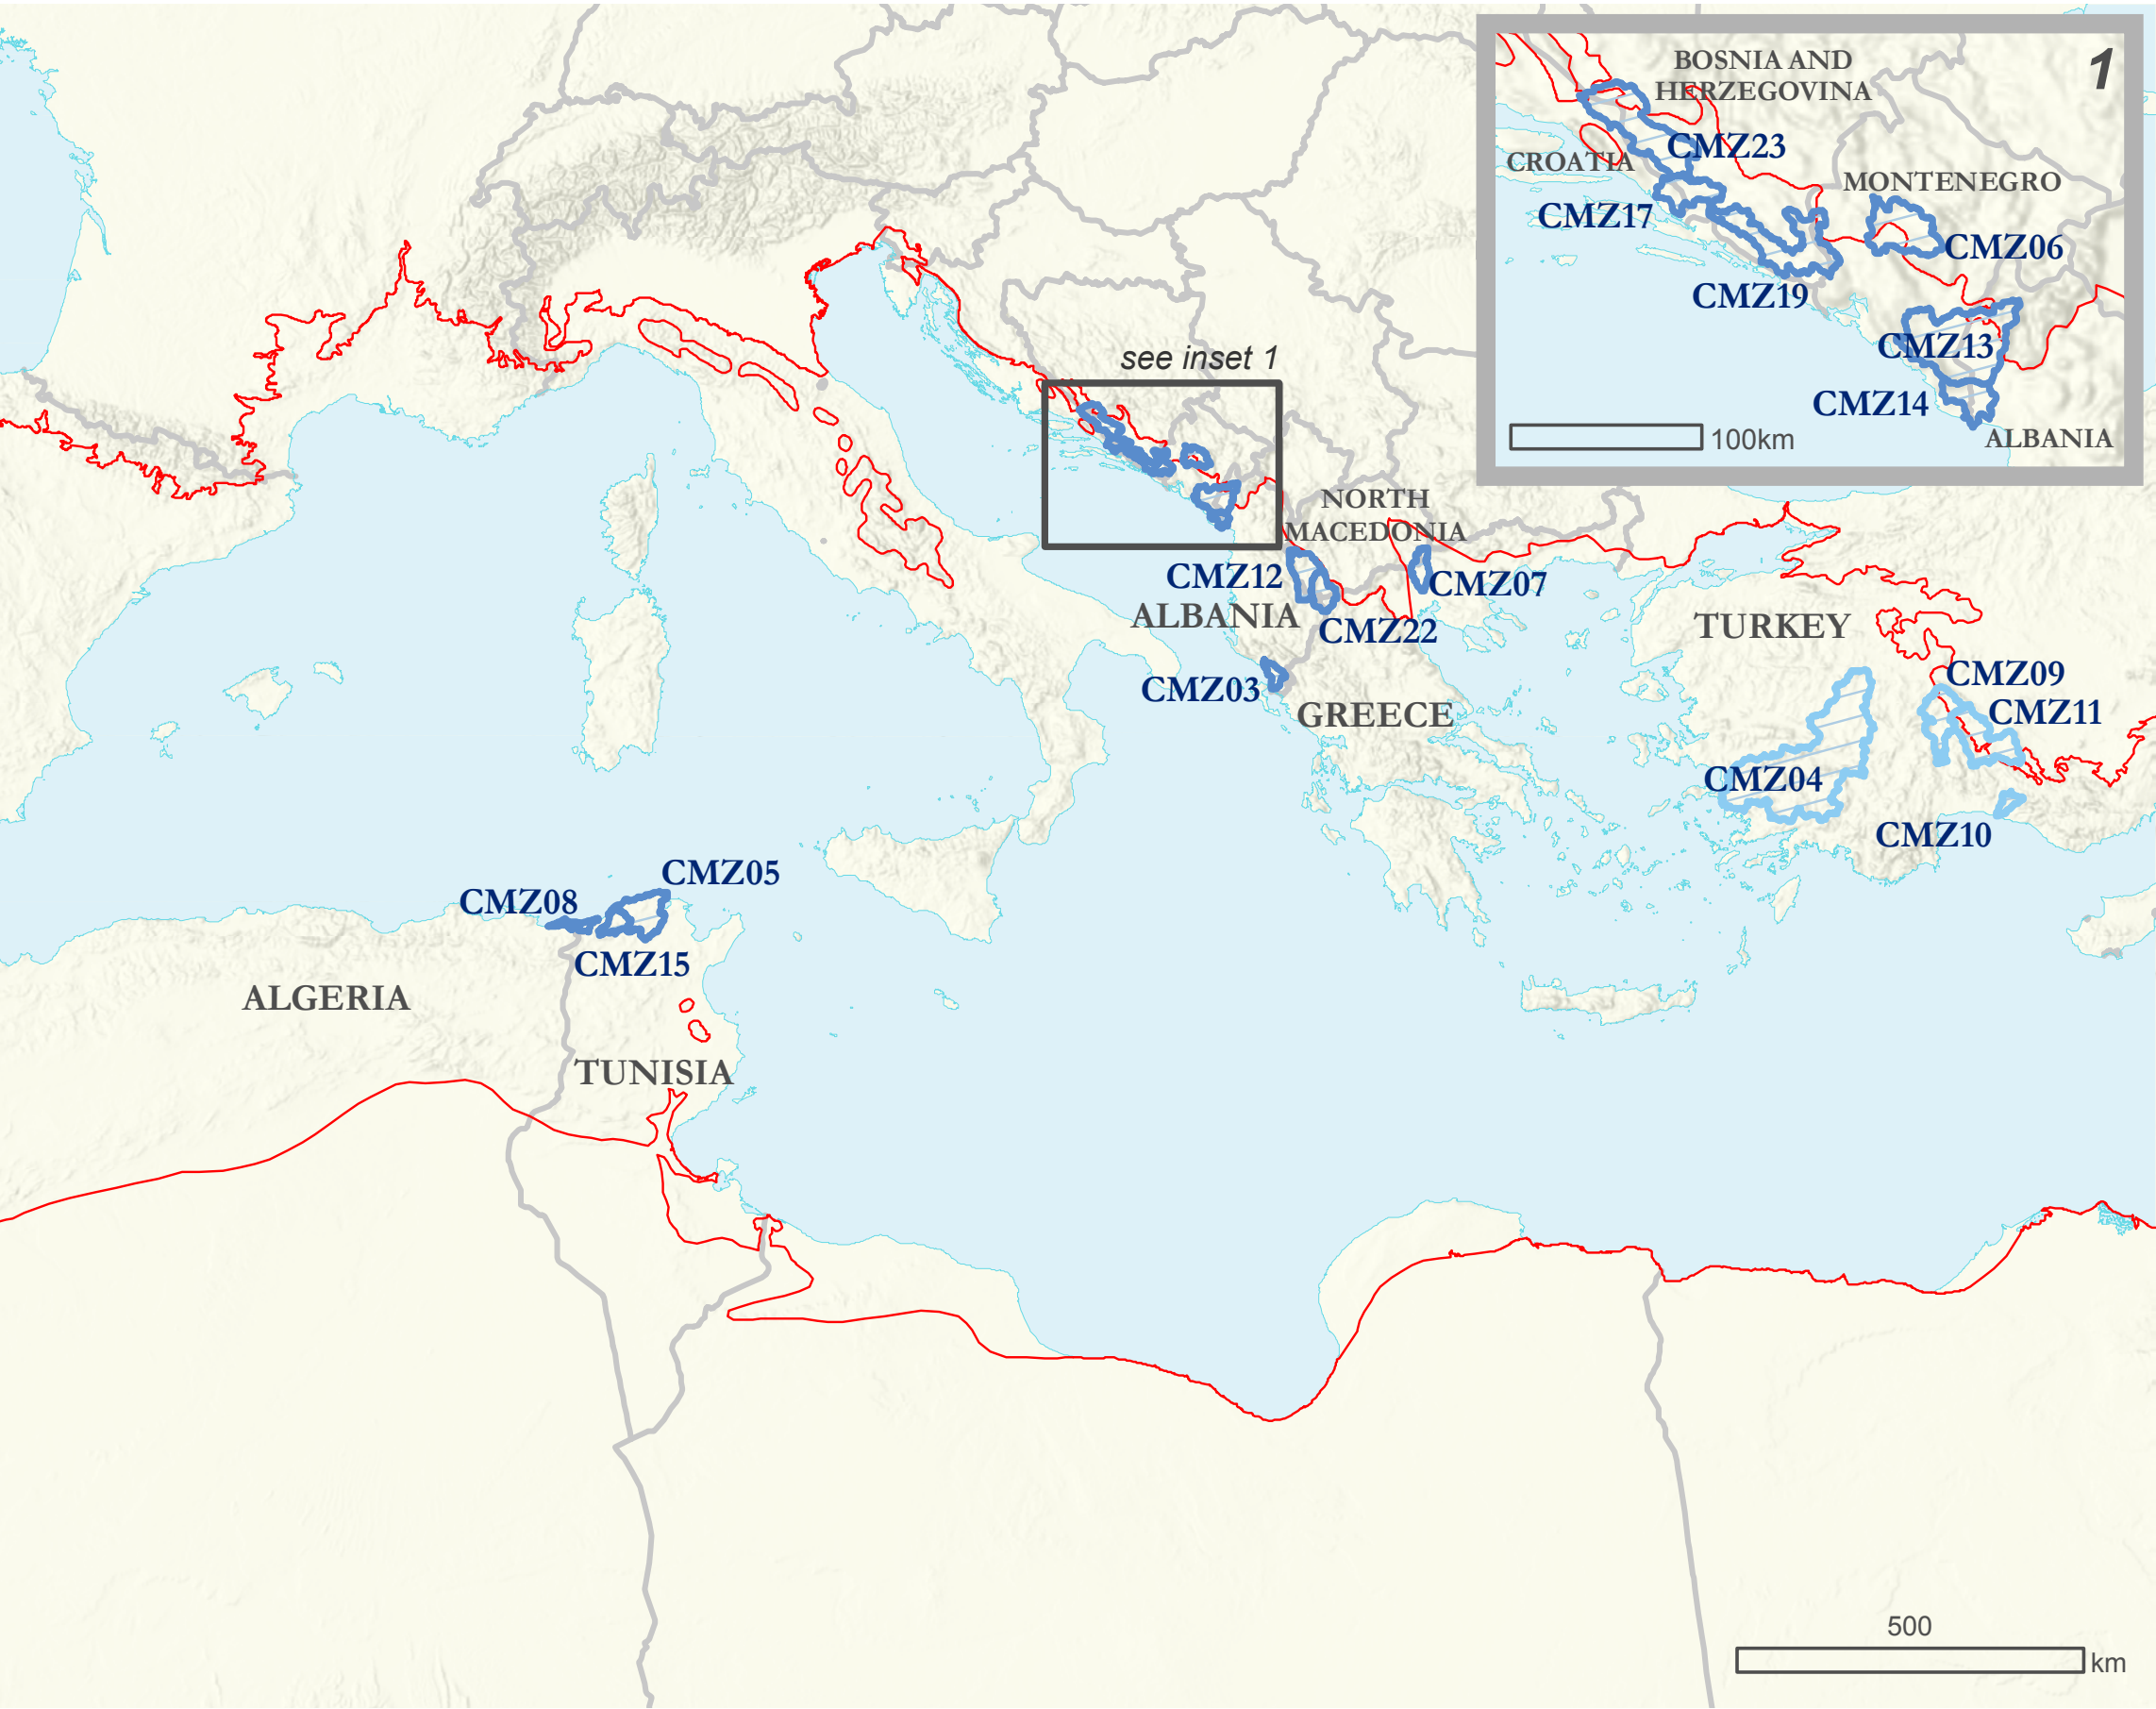 1
BOSNIA AND
HERZEGOVINA
CMZ23
CROATIA
MONTENEGRO
CMZ17
CMZ06
CMZ19
CMZ13
CMZ14
100km
ALBANIA
see inset 1
NORTH
MACEDONIA
CMZ12
CMZ07
ALBANIA
CMZ22
TURKEY
CMZ03
GREECE
CMZ09
CMZ11
CMZ04
CMZ10
CMZ05
CMZ08
CMZ15
ALGERIA
TUNISIA
500
km